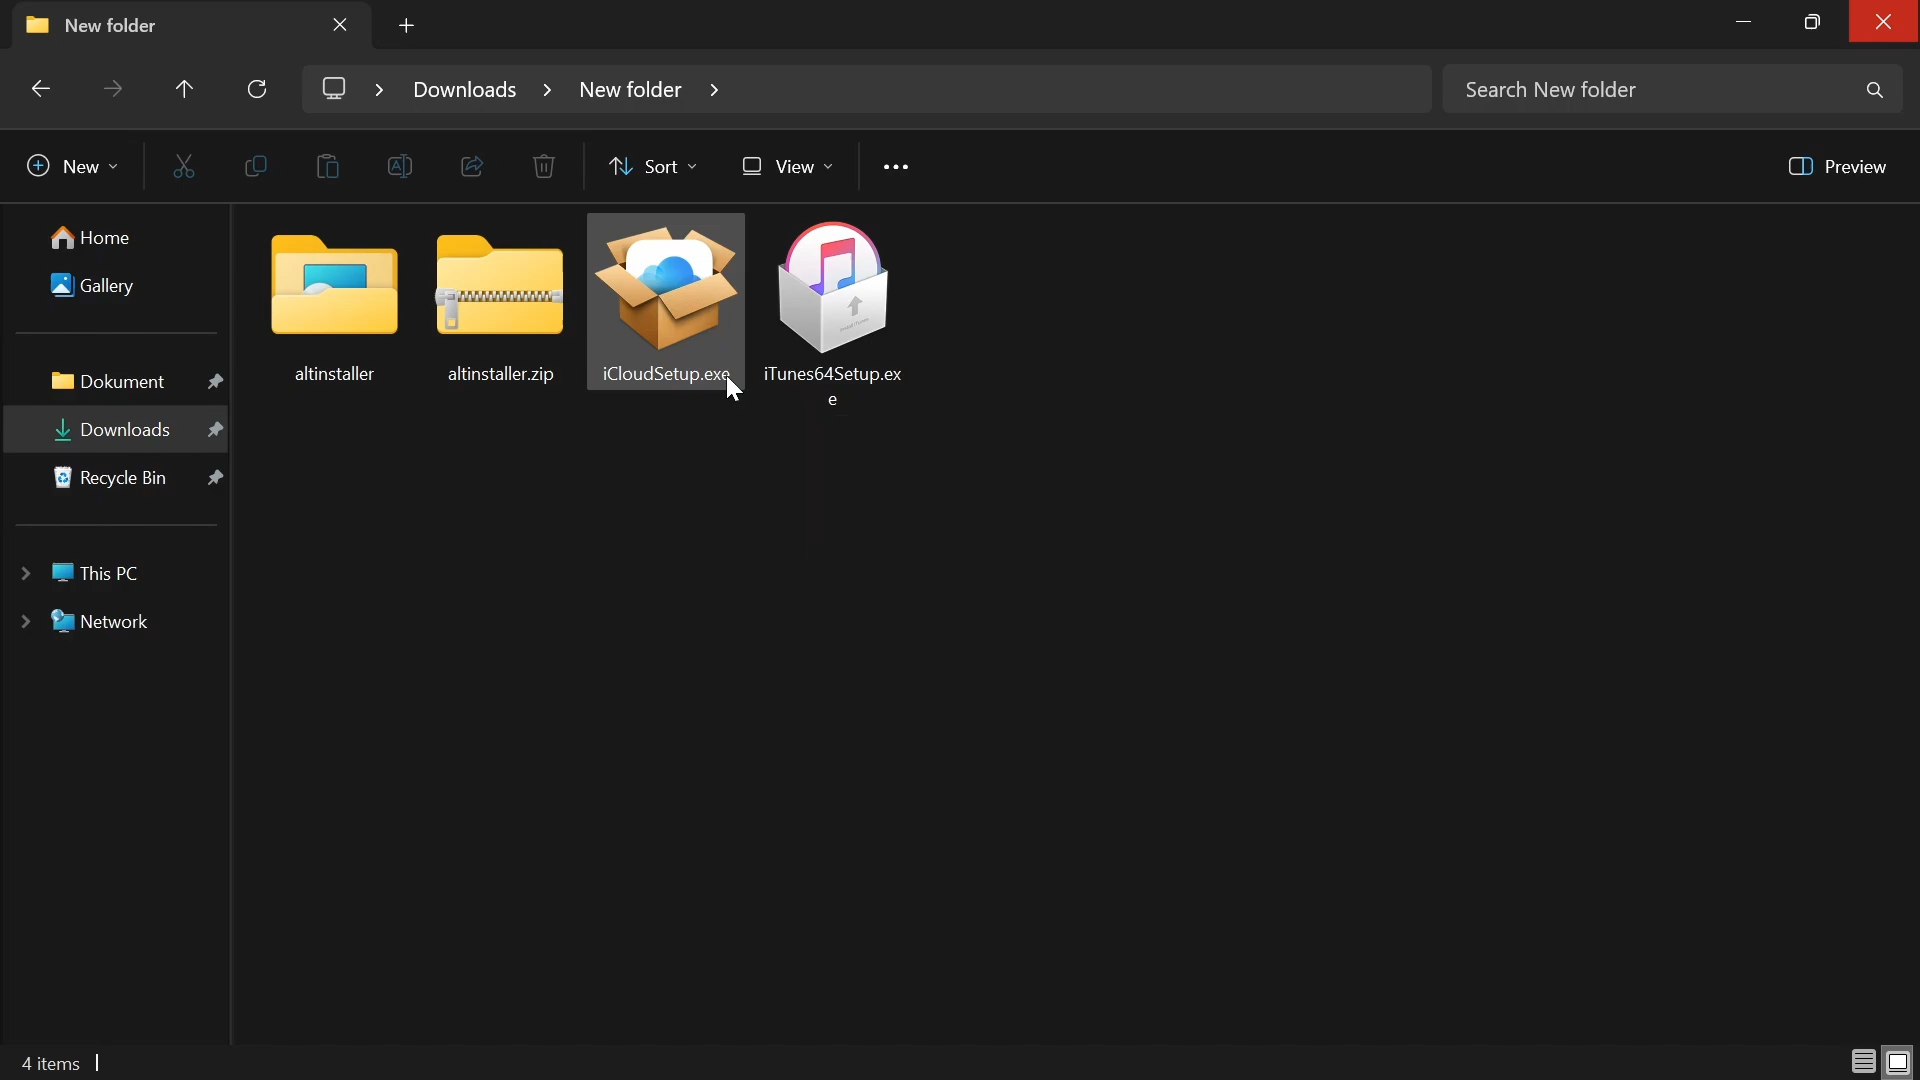 New folder
Downloads
New folder
Search New folder
New
Sort
View
Preview
Home
Gallery
Dokument
Downloads
Recycle Bin
This PC
Network
altinstaller
altinstaller.zip
iCloudSetup.exe
iTunes64Setup.ex
e
4 items